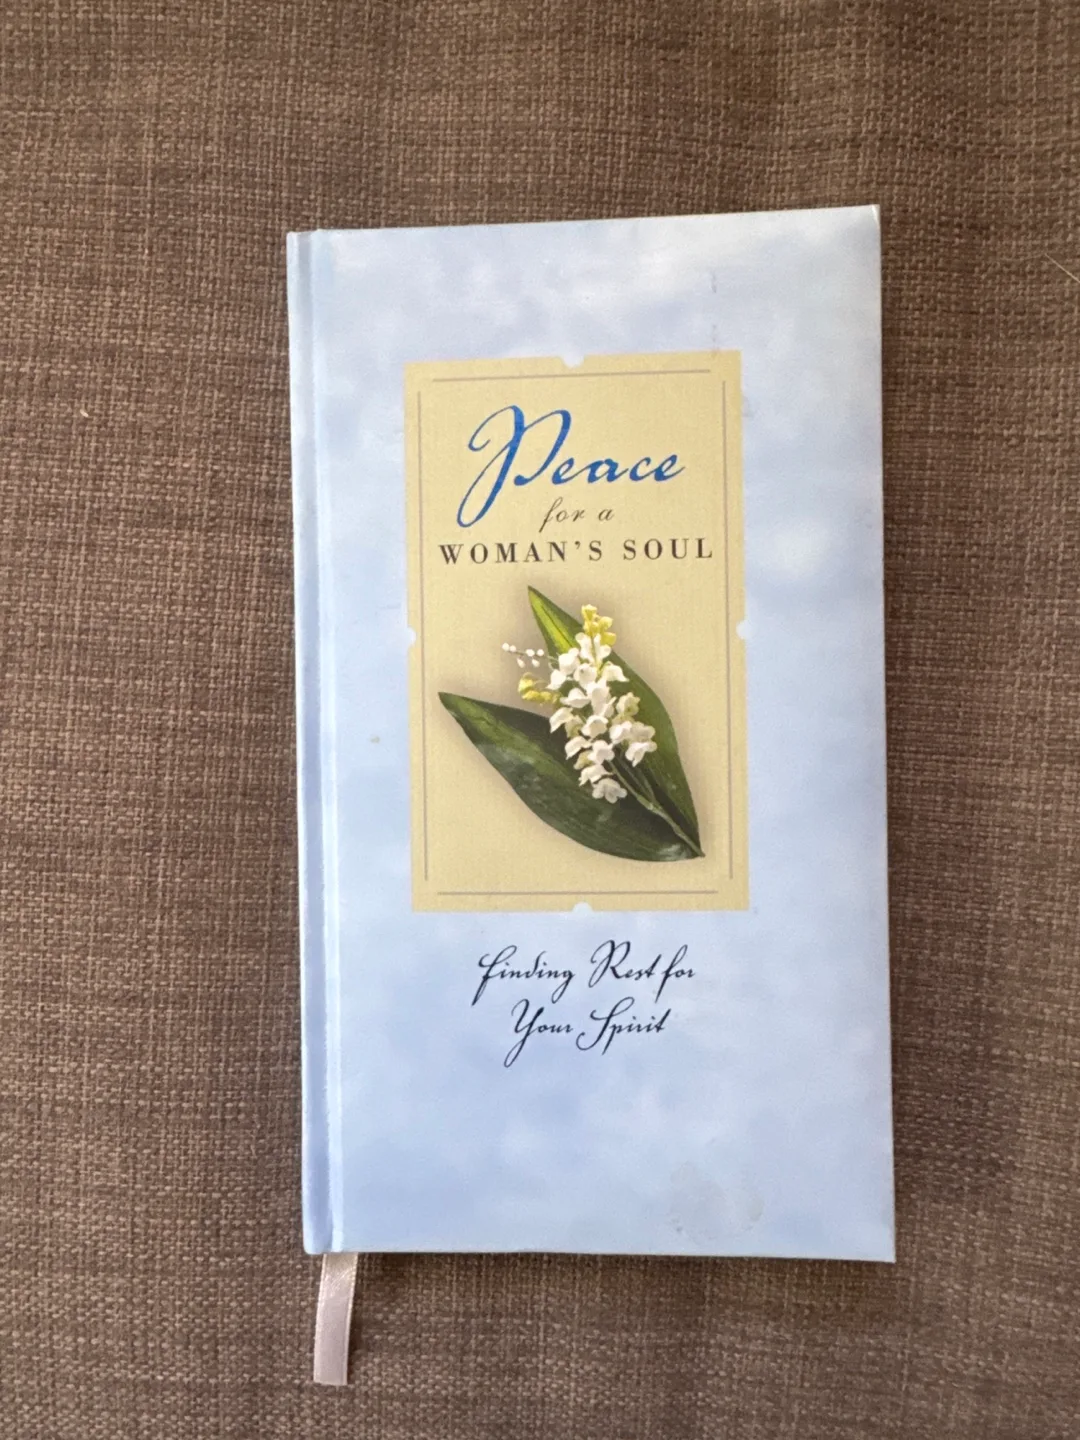 Peace
for a
WOMAN'S SOUL
Finding Rest for
Your Spirit